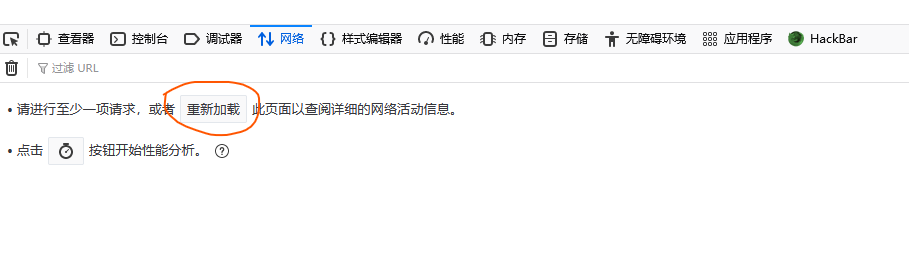 查看器 控制台 调试器 网络 样式编辑器 性能 内存 存储 无障碍环境 应用程序 HackBar
过滤 URL
• 请进行至少一项请求，或者 重新加载 此页面以查阅详细的网络活动信息。
• 点击 按钮开始性能分析。 ?